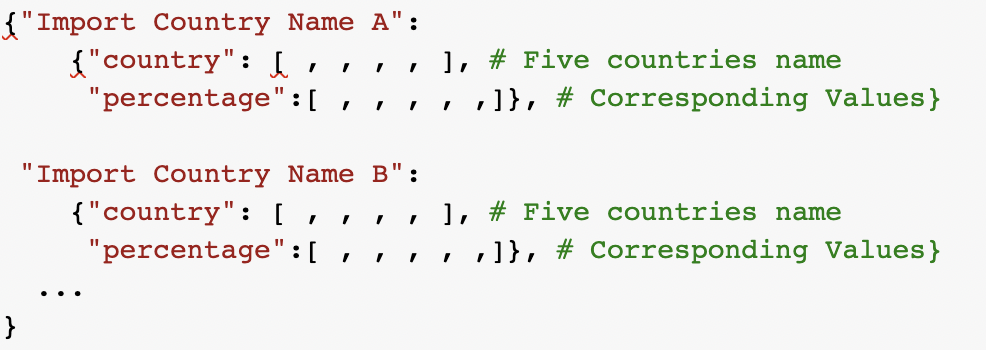 {"Import Country Name A":
{"country": [ , , , , ], # Five countries name
"percentage":[ , , , , ,]}, # Corresponding Values}
"Import Country Name B":
{"country": [ , , , , ], # Five countries name
"percentage":[ , , , , ,]}, # Corresponding Values}
...
}